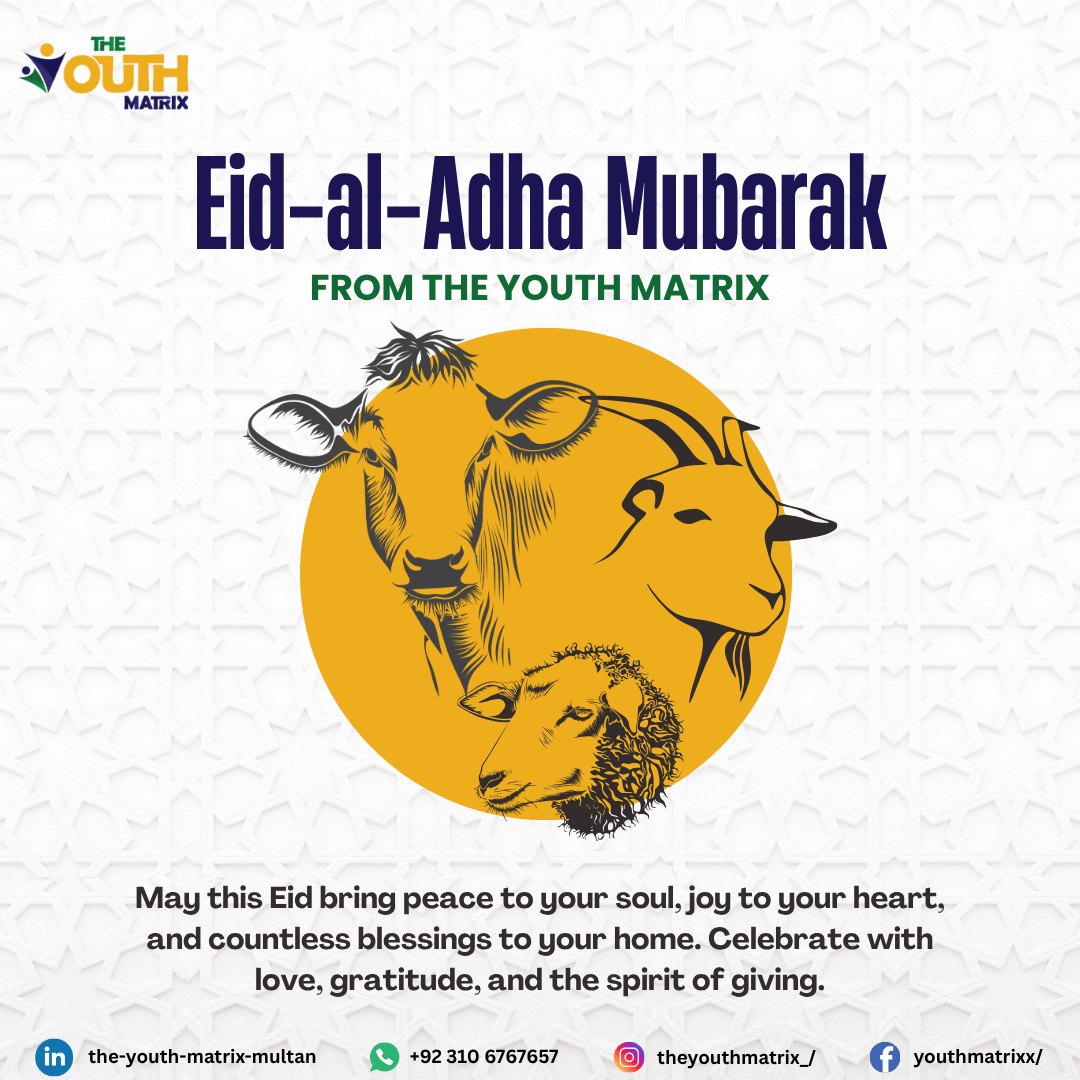 THE
YOUTH
MATRIX
Eid-al-Adha Mubarak
FROM THE YOUTH MATRIX
May this Eid bring peace to your soul, joy to your heart,
and countless blessings to your home. Celebrate with
love, gratitude, and the spirit of giving.
in the-youth-matrix-multan +92 310 6767657 theyouthmatrix_/ f youthmatrixx/